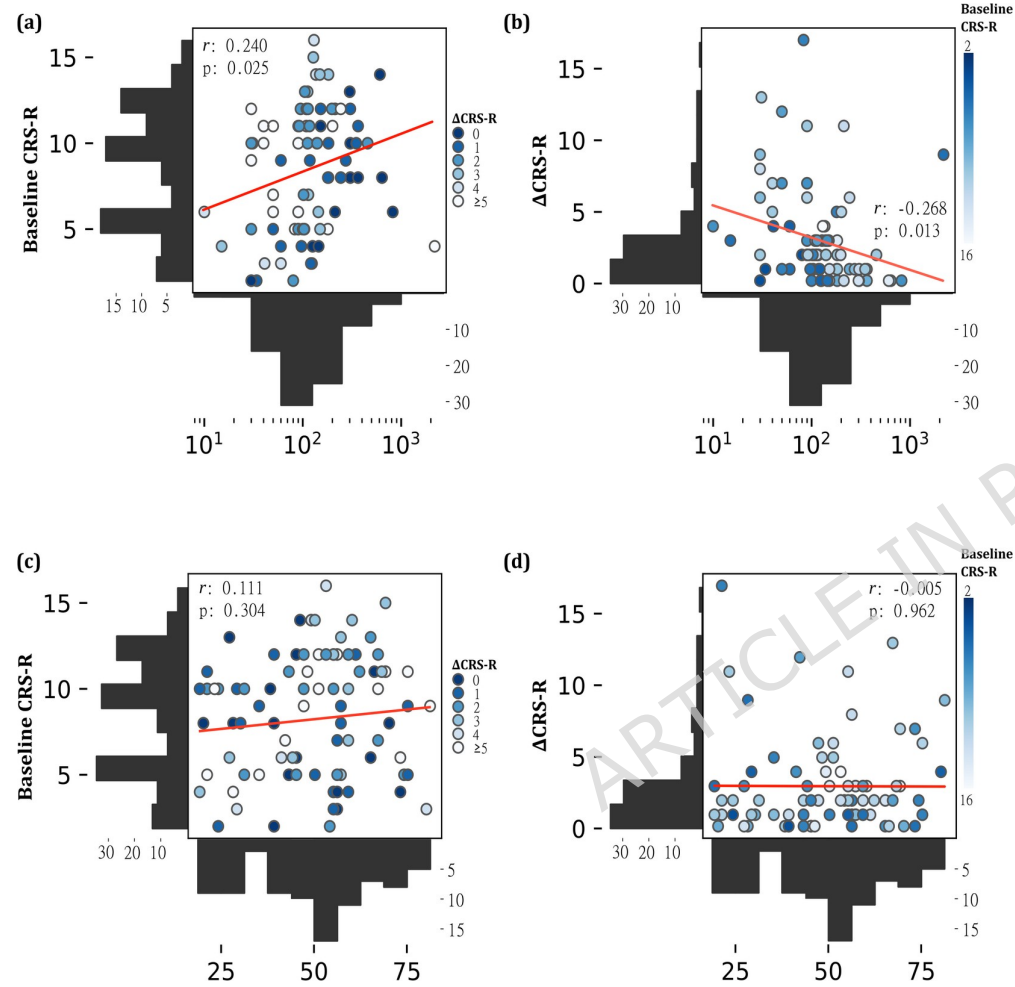 (a)
Baseline CRS-R
15
10
5
r: 0.240
p: 0.025
ΔCRS-R
0
1
2
3
4
≥5
15 10 5
-10
-20
-30
10¹ 10² 10³
(b)
Baseline
CRS-R
2
16
ΔCRS-R
15
10
5
0
r: -0.268
p: 0.013
30 20 10
-10
-20
-30
10¹ 10² 10³
(c)
Baseline CRS-R
15
10
5
r: 0.111
p: 0.304
ΔCRS-R
0
1
2
3
4
≥5
30 20 10
-5
-10
-15
25 50 75
(d)
Baseline
CRS-R
2
16
ΔCRS-R
15
10
5
0
r: -0.005
p: 0.962
30 20 10
-5
-10
-15
25 50 75
ARTICLE IN